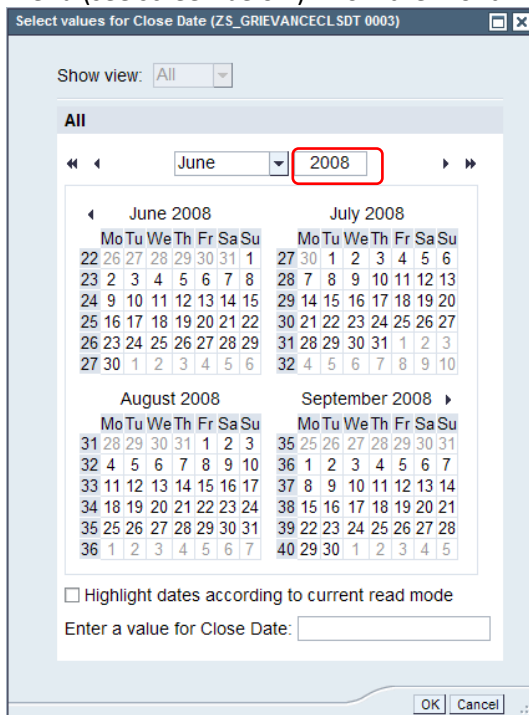 Select values for Close Date (ZS_GRIEVANCECLSDT 0003)
Show view: All
All
June 2008
June 2008 July 2008
Mo Tu We Th Fr Sa Su Mo Tu We Th Fr Sa Su
22 26 27 28 29 30 31 1 27 30 1 2 3 4 5 6
23 2 3 4 5 6 7 8 28 7 8 9 10 11 12 13
24 9 10 11 12 13 14 15 29 14 15 16 17 18 19 20
25 16 17 18 19 20 21 22 30 21 22 23 24 25 26 27
26 23 24 25 26 27 28 29 31 28 29 30 31 1 2 3
27 30 1 2 3 4 5 6 32 4 5 6 7 8 9 10
August 2008 September 2008
Mo Tu We Th Fr Sa Su Mo Tu We Th Fr Sa Su
31 28 29 30 31 1 2 3 35 25 26 27 28 29 30 31
32 4 5 6 7 8 9 10 36 1 2 3 4 5 6 7
33 11 12 13 14 15 16 17 37 8 9 10 11 12 13 14
34 18 19 20 21 22 23 24 38 15 16 17 18 19 20 21
35 25 26 27 28 29 30 31 39 22 23 24 25 26 27 28
36 1 2 3 4 5 6 7 40 29 30 1 2 3 4 5
Highlight dates according to current read mode
Enter a value for Close Date:
OK Cancel